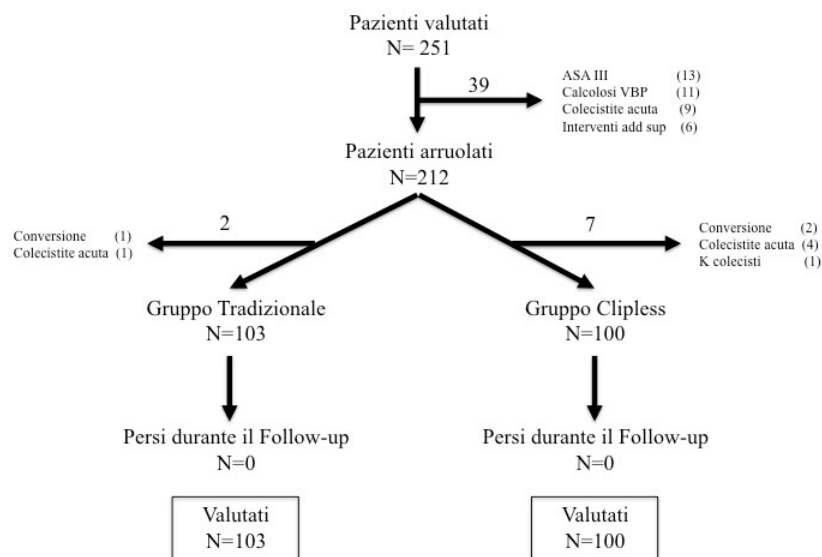 Pazienti valutati
N= 251
39
ASA III (13)
Calcolosi VBP (11)
Colecistite acuta (9)
Interventi add sup (6)
Pazienti arruolati
N=212
2
Conversione (1)
Colecistite acuta (1)
7
Conversione (2)
Colecistite acuta (4)
K colecisti (1)
Gruppo Tradizionale
N=103
Gruppo Clipless
N=100
Persi durante il Follow-up
N=0
Persi durante il Follow-up
N=0
Valutati
N=103
Valutati
N=100